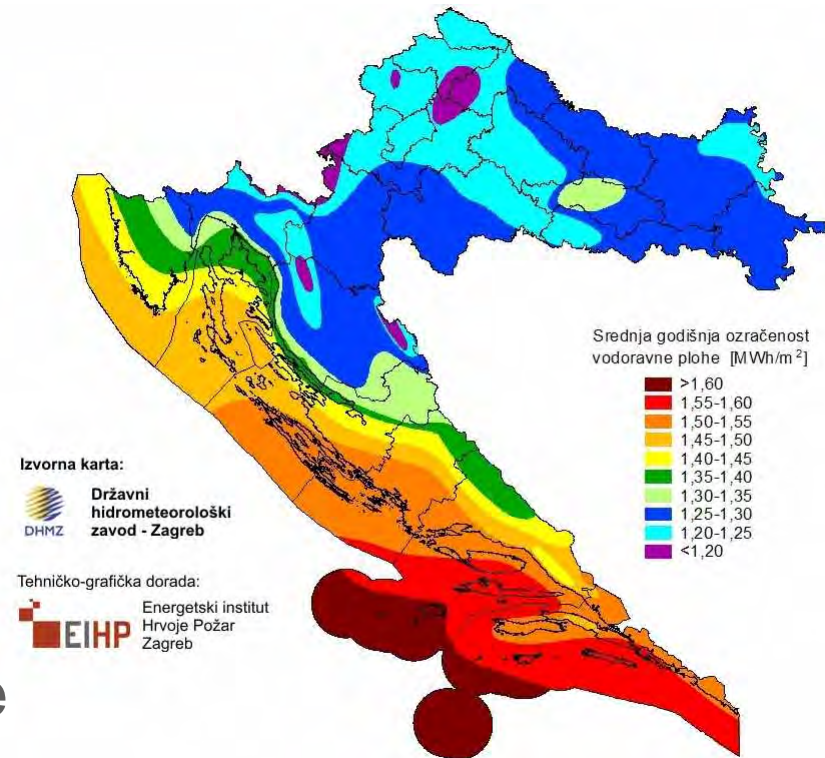 Srednja godišnja ozračenost
vodoravne plohe [MWh/m²]
>1,60
1,55-1,60
1,50-1,55
1,45-1,50
1,40-1,45
1,35-1,40
1,30-1,35
1,25-1,30
1,20-1,25
<1,20
Izvorna karta:
DHMZ
Državni
hidrometeorološki
zavod - Zagreb
Tehničko-grafička dorada:
EIHP
Energetski institut
Hrvoje Požar
Zagreb
e